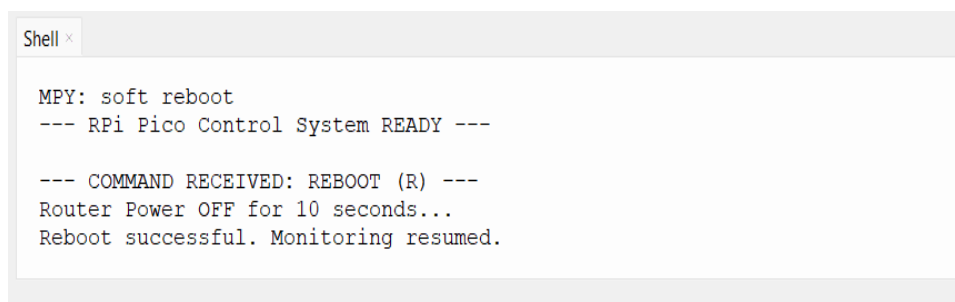 Shell ×
MPY: soft reboot
--- RPi Pico Control System READY ---
--- COMMAND RECEIVED: REBOOT (R) ---
Router Power OFF for 10 seconds...
Reboot successful. Monitoring resumed.